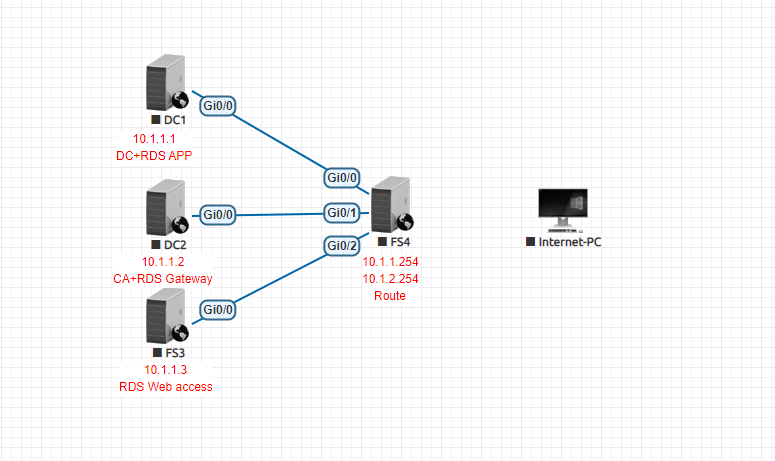 Gi0/0
DC1
10.1.1.1
DC+RDS APP
Gi0/0
Gi0/0
Gi0/1
DC2
Gi0/2
FS4
Internet-PC
10.1.1.2
CA+RDS Gateway
10.1.1.254
10.1.2.254
Route
Gi0/0
FS3
10.1.1.3
RDS Web access